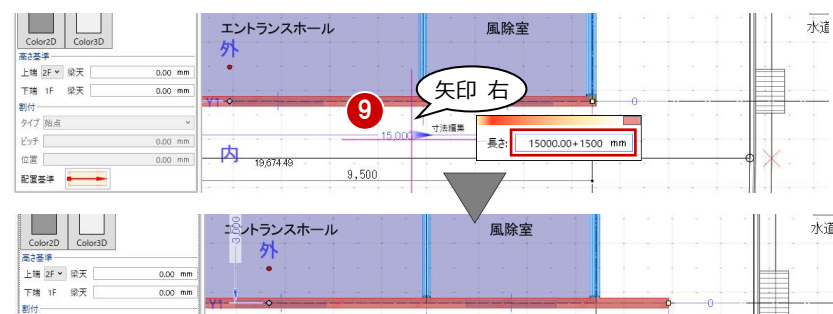 Color2D Color3D
高さ基準
上端 2F 梁天 0.00 mm
下端 1F 梁天 0.00 mm
割付
タイプ 始点
ピッチ 0.00 mm
位置 0.00 mm
配置基準
エントランスホール 風除室 水道
外
Y1 0
9 矢印 右
15,000 寸法編集
長さ: 15000.00+1500 mm
内 19,674.49
9,500
Color2D Color3D
高さ基準
上端 2F 梁天 0.00 mm
下端 1F 梁天 0.00 mm
割付
エントランスホール 風除室 水道
外
Y1 0